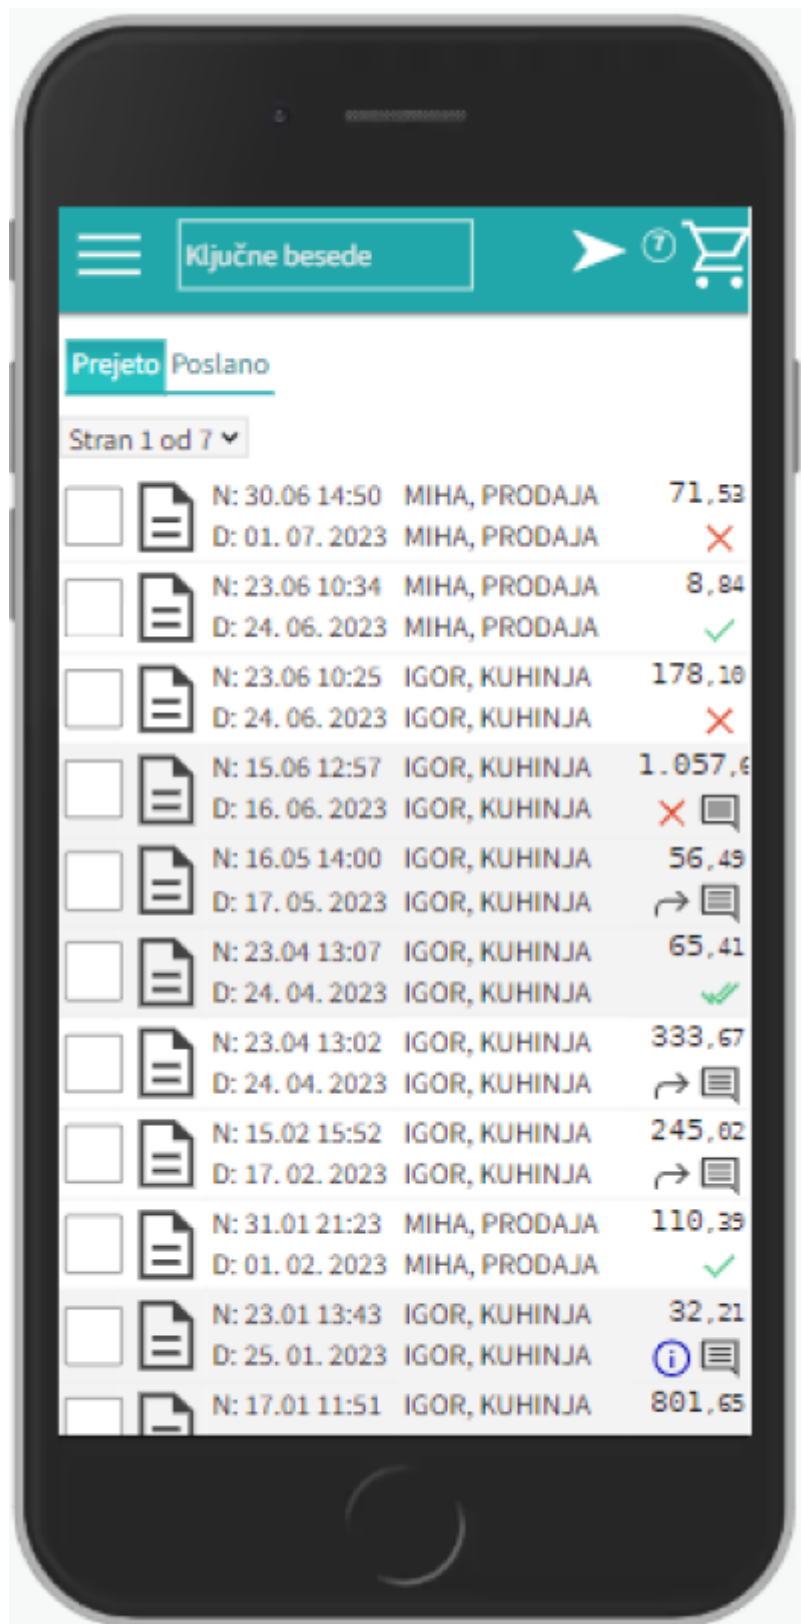 Ključne besede
7
Prejeto Poslano
Stran 1 od 7
N: 30.06 14:50 MIHA, PRODAJA 71,53
D: 01. 07. 2023 MIHA, PRODAJA
N: 23.06 10:34 MIHA, PRODAJA 8,84
D: 24. 06. 2023 MIHA, PRODAJA
N: 23.06 10:25 IGOR, KUHINJA 178,10
D: 24. 06. 2023 IGOR, KUHINJA
N: 15.06 12:57 IGOR, KUHINJA 1.057,
D: 16. 06. 2023 IGOR, KUHINJA
N: 16.05 14:00 IGOR, KUHINJA 56,49
D: 17. 05. 2023 IGOR, KUHINJA
N: 23.04 13:07 IGOR, KUHINJA 65,41
D: 24. 04. 2023 IGOR, KUHINJA
N: 23.04 13:02 IGOR, KUHINJA 333,67
D: 24. 04. 2023 IGOR, KUHINJA
N: 15.02 15:52 IGOR, KUHINJA 245,02
D: 17. 02. 2023 IGOR, KUHINJA
N: 31.01 21:23 MIHA, PRODAJA 110,39
D: 01. 02. 2023 MIHA, PRODAJA
N: 23.01 13:43 IGOR, KUHINJA 32,21
D: 25. 01. 2023 IGOR, KUHINJA
N: 17.01 11:51 IGOR, KUHINJA 801,65